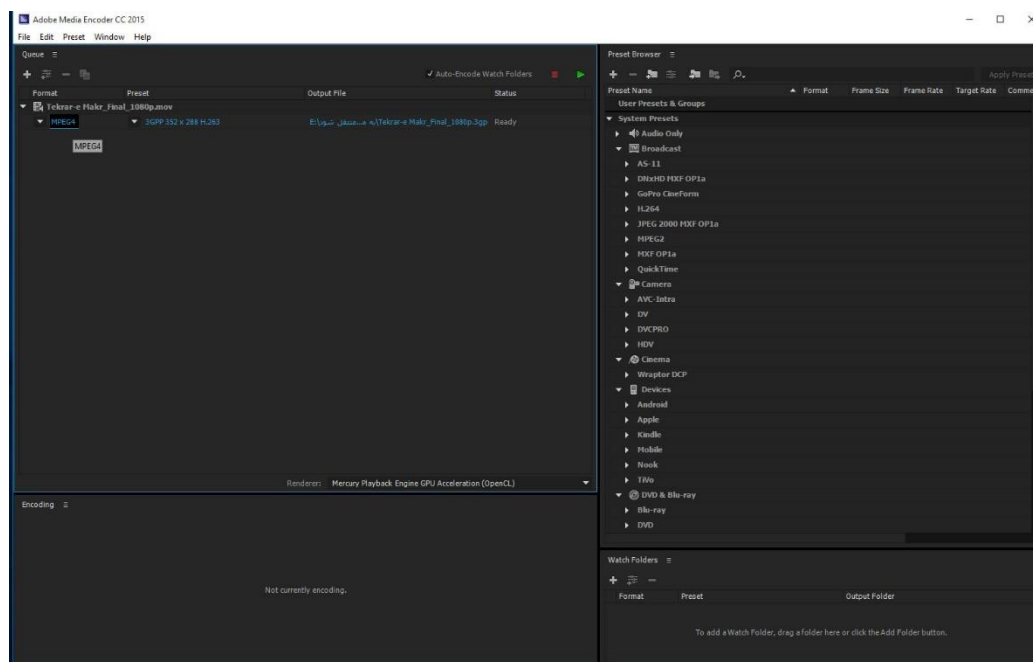 Adobe Media Encoder CC 2015
File Edit Preset Window Help
Queue
Auto-Encode Watch Folders
Format Preset Output File Status
Tekrar-e Makr_Final_1080p.mov
MPEG4 3GPP 352 x 288 H.263 E:\به مـ...منتقل شود\Tekrar-e Makr_Final_1080p.3gp Ready
MPEG4
Renderer: Mercury Playback Engine GPU Acceleration (OpenCL)
Encoding
Not currently encoding.
Preset Browser
Apply Preset
Preset Name Format Frame Size Frame Rate Target Rate Comme
User Presets & Groups
System Presets
Audio Only
Broadcast
AS-11
DNxHD MXF OP1a
GoPro CineForm
H.264
JPEG 2000 MXF OP1a
MPEG2
MXF OP1a
QuickTime
Camera
AVC-Intra
DV
DVCPRO
HDV
Cinema
Wraptor DCP
Devices
Android
Apple
Kindle
Mobile
Nook
TiVo
DVD & Blu-ray
Blu-ray
DVD
Watch Folders
Format Preset Output Folder
To add a Watch Folder, drag a folder here or click the Add Folder button.